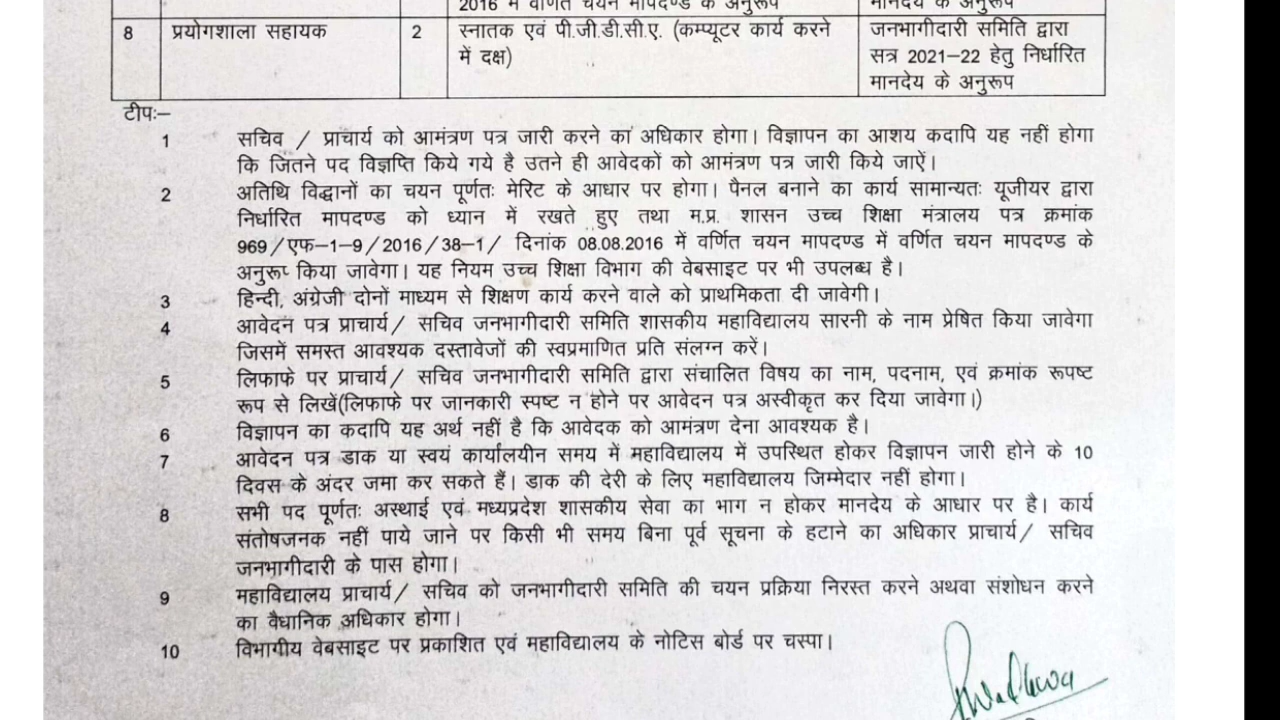 2016 में वर्णित चयन मापदण्ड के अनुरूप
मानदेय के अनुरूप
8 प्रयोगशाला सहायक 2 स्नातक एवं पी.जी.डी.सी.ए. (कम्प्यूटर कार्य करने जनभागीदारी समिति द्वारा
में दक्ष) सत्र 2021–22 हेतु निर्धारित
मानदेय के अनुरूप
टीपः–
1 सचिव / प्राचार्य को आमंत्रण पत्र जारी करने का अधिकार होगा। विज्ञापन का आशय कदापि यह नहीं होगा
कि जितने पद विज्ञप्ति किये गये है उतने ही आवेदकों को आमंत्रण पत्र जारी किये जाऐं।
2 अतिथि विद्धानों का चयन पूर्णतः मेरिट के आधार पर होगा। पैनल बनाने का कार्य सामान्यतः यूजीयर द्वारा
निर्धारित मापदण्ड को ध्यान में रखते हुए तथा म.प्र. शासन उच्च शिक्षा मंत्रालय पत्र क्रमांक
969/एफ–1–9/2016/38–1/ दिनांक 08.08.2016 में वर्णित चयन मापदण्ड में वर्णित चयन मापदण्ड के
अनुरूप किया जावेगा। यह नियम उच्च शिक्षा विभाग की वेबसाइट पर भी उपलब्ध है।
3 हिन्दी, अंग्रेजी दोनों माध्यम से शिक्षण कार्य करने वाले को प्राथमिकता दी जावेगी।
4 आवेदन पत्र प्राचार्य/ सचिव जनभागीदारी समिति शासकीय महाविद्यालय सारनी के नाम प्रेषित किया जावेगा
जिसमें समस्त आवश्यक दस्तावेजों की स्वप्रमाणित प्रति संलग्न करें।
5 लिफाफे पर प्राचार्य/ सचिव जनभागीदारी समिति द्वारा संचालित विषय का नाम, पदनाम, एवं क्रमांक रूपष्ट
रूप से लिखें(लिफाफे पर जानकारी स्पष्ट न होने पर आवेदन पत्र अस्वीकृत कर दिया जावेगा।)
6 विज्ञापन का कदापि यह अर्थ नहीं है कि आवेदक को आमंत्रण देना आवश्यक है।
7 आवेदन पत्र डाक या स्वयं कार्यालयीन समय में महाविद्यालय में उपस्थित होकर विज्ञापन जारी होने के 10
दिवस के अंदर जमा कर सकते हैं। डाक की देरी के लिए महाविद्यालय जिम्मेदार नहीं होगा।
8 सभी पद पूर्णतः अस्थाई एवं मध्यप्रदेश शासकीय सेवा का भाग न होकर मानदेय के आधार पर है। कार्य
संतोषजनक नहीं पाये जाने पर किसी भी समय बिना पूर्व सूचना के हटाने का अधिकार प्राचार्य/ सचिव
जनभागीदारी के पास होगा।
9 महाविद्यालय प्राचार्य/ सचिव को जनभागीदारी समिति की चयन प्रक्रिया निरस्त करने अथवा संशोधन करने
का वैधानिक अधिकार होगा।
10 विभागीय वेबसाइट पर प्रकाशित एवं महाविद्यालय के नोटिस बोर्ड पर चस्पा।